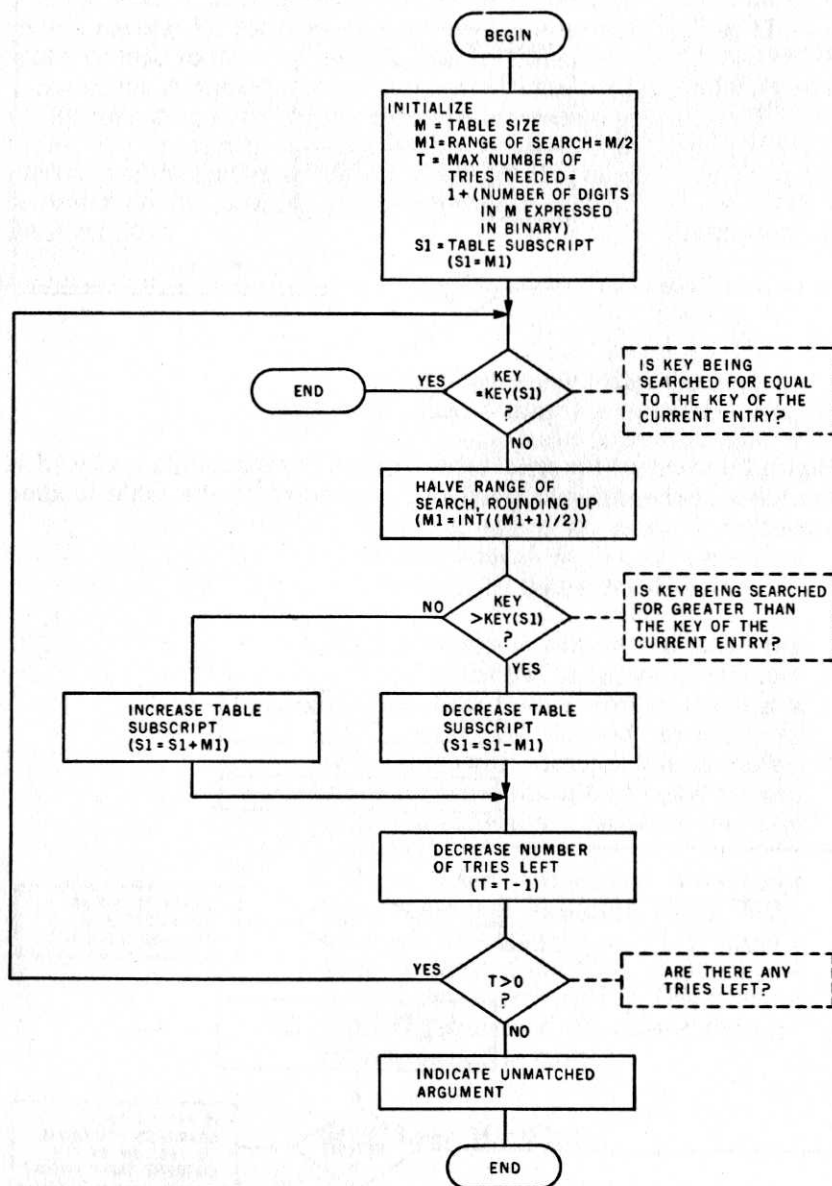 BEGIN
INITIALIZE
M = TABLE SIZE
M1=RANGE OF SEARCH=M/2
T = MAX NUMBER OF
TRIES NEEDED=
1+(NUMBER OF DIGITS
IN M EXPRESSED
IN BINARY)
S1=TABLE SUBSCRIPT
(S1=M1)
KEY
=KEY(S1)
?
YES
END
IS KEY BEING
SEARCHED FOR EQUAL
TO THE KEY OF THE
CURRENT ENTRY?
NO
HALVE RANGE OF
SEARCH, ROUNDING UP
(M1=INT((M1+1)/2))
KEY
>KEY(S1)
?
NO
IS KEY BEING SEARCHED
FOR GREATER THAN
THE KEY OF THE
CURRENT ENTRY?
YES
INCREASE TABLE
SUBSCRIPT
(S1=S1+M1)
DECREASE TABLE
SUBSCRIPT
(S1=S1-M1)
DECREASE NUMBER
OF TRIES LEFT
(T=T-1)
YES
T>0
?
ARE THERE ANY
TRIES LEFT?
NO
INDICATE UNMATCHED
ARGUMENT
END